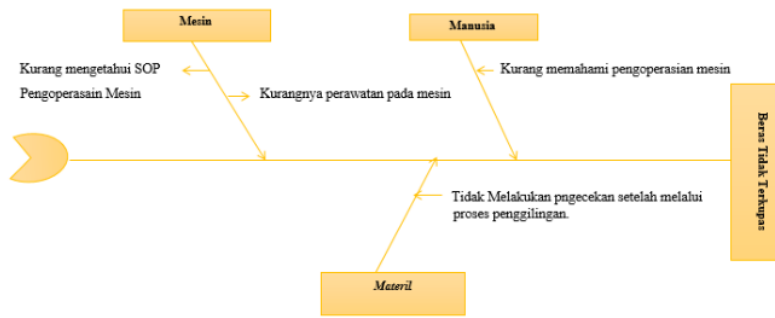 Mesin
Manusia
Kurang mengetahui SOP
Pengoperasain Mesin
Kurangnya perawatan pada mesin
Kurang memahami pengoperasian mesin
Beras Tidak Terkupas
Tidak Melakukan pngecekan setelah melalui
proses penggilingan.
Materil